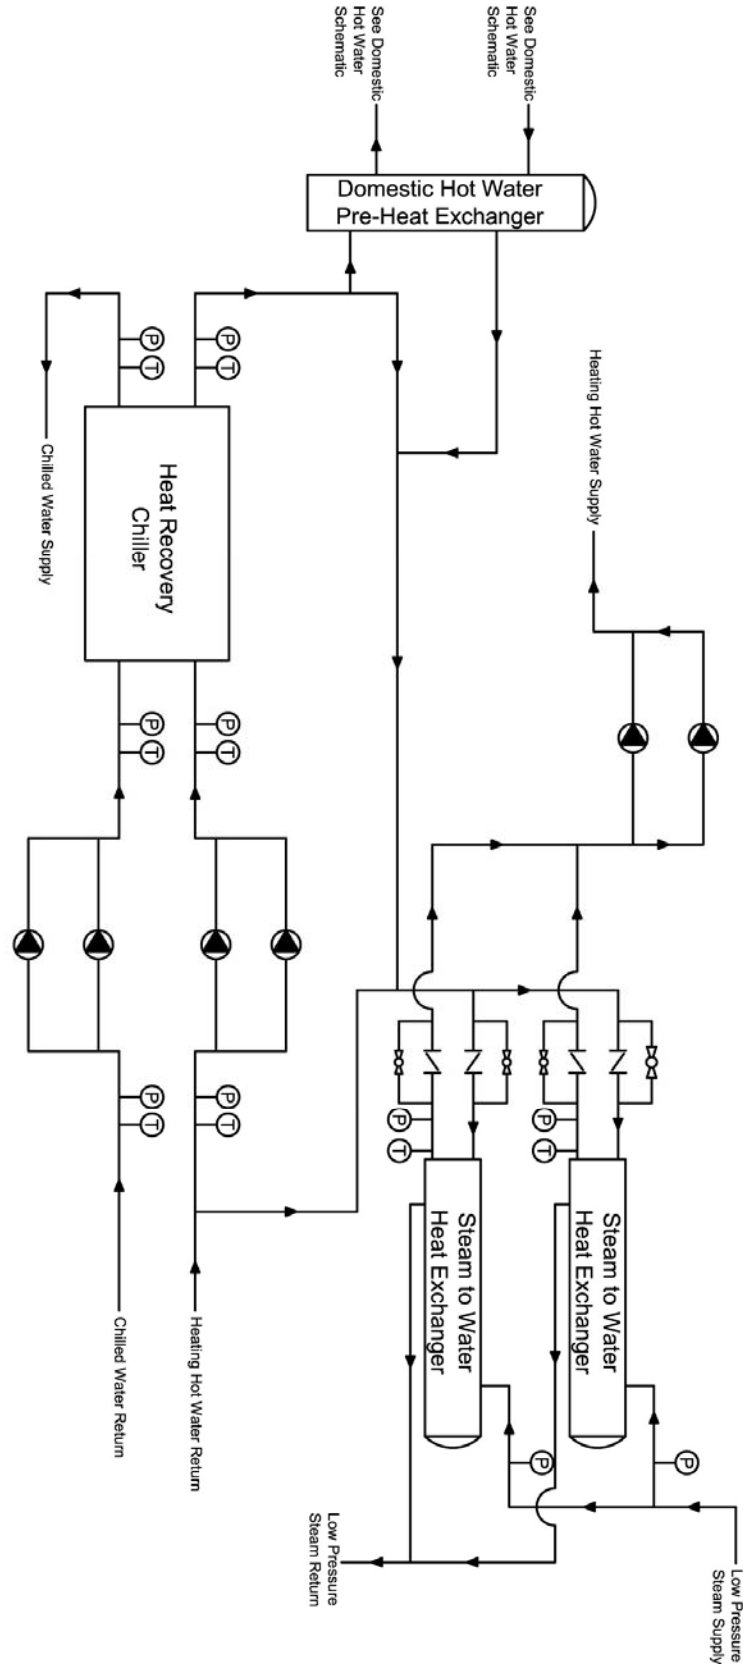 See Domestic
Hot Water
Schematic
See Domestic
Hot Water
Schematic
Domestic Hot Water
Pre-Heat Exchanger
P
T
P
T
Heating Hot Water Supply
Chilled Water Supply
Heat Recovery
Chiller
P
T
P
T
P
T
P
T
P
T
P
T
Steam to Water
Heat Exchanger
Steam to Water
Heat Exchanger
Chilled Water Return
Heating Hot Water Return
P
P
Low Pressure
Steam Return
Low Pressure
Steam Supply